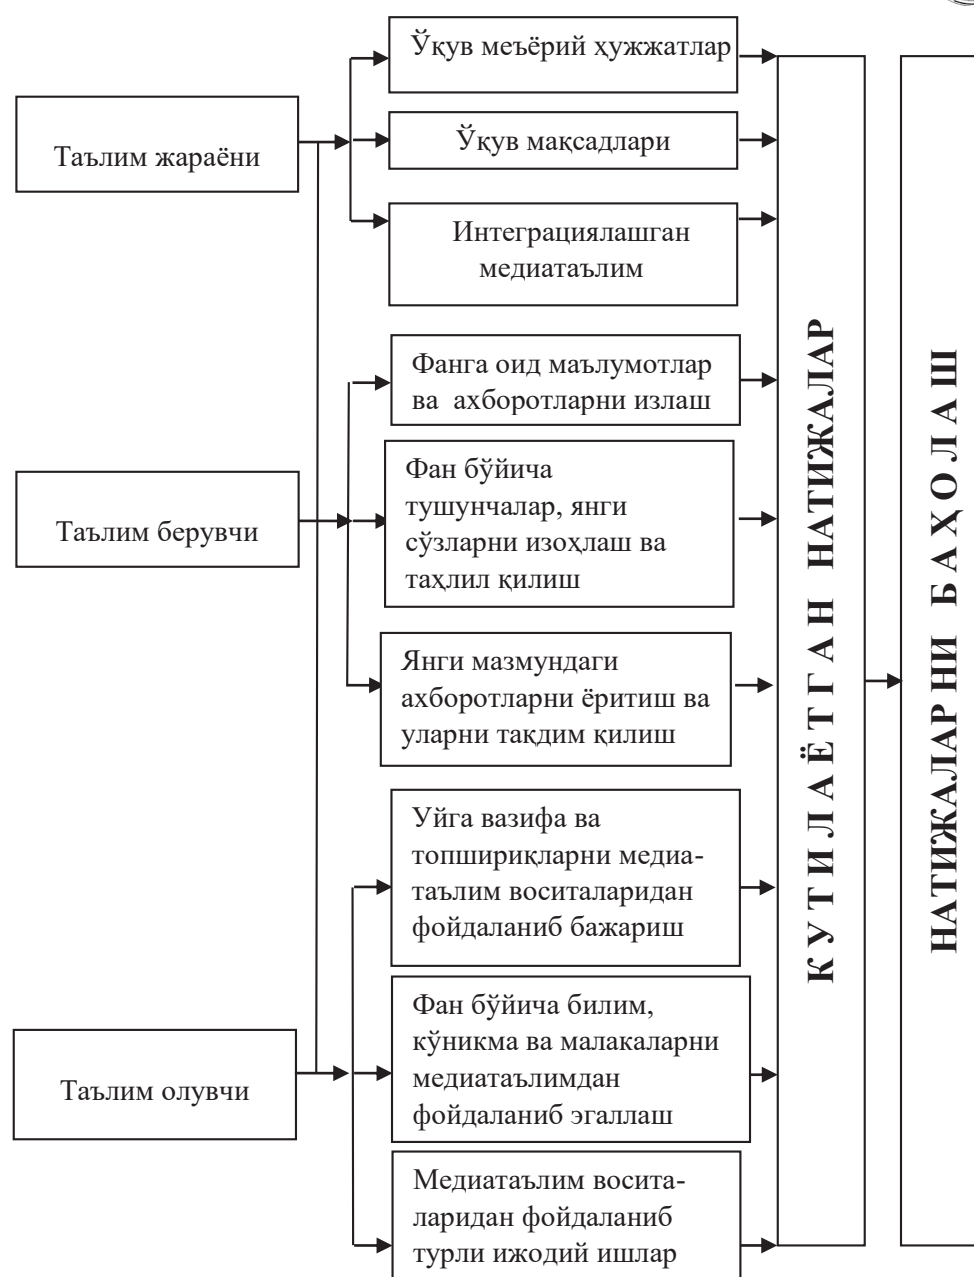 Ўқув меъёрий ҳужжатлар
Таълим жараёни
Ўқув мақсадлари
Интеграциялашган
медиатаълим
Фанга оид маълумотлар
ва ахборотларни излаш
Таълим берувчи
Фан бўйича
тушунчалар, янги
сўзларни изоҳлаш ва
таҳлил қилиш
Янги мазмундаги
ахборотларни ёритиш ва
уларни тақдим қилиш
Уйга вазифа ва
топшириқларни медиа-
таълим воситаларидан
фойдаланиб бажариш
Таълим олувчи
Фан бўйича билим,
кўникма ва малакаларни
медиатаълимдан
фойдаланиб эгаллаш
Медиатаълим восита-
ларидан фойдаланиб
турли ижодий ишлар
КУТИЛАЁТГАН НАТИЖАЛАР
НАТИЖАЛАРНИ БАҲОЛАШ